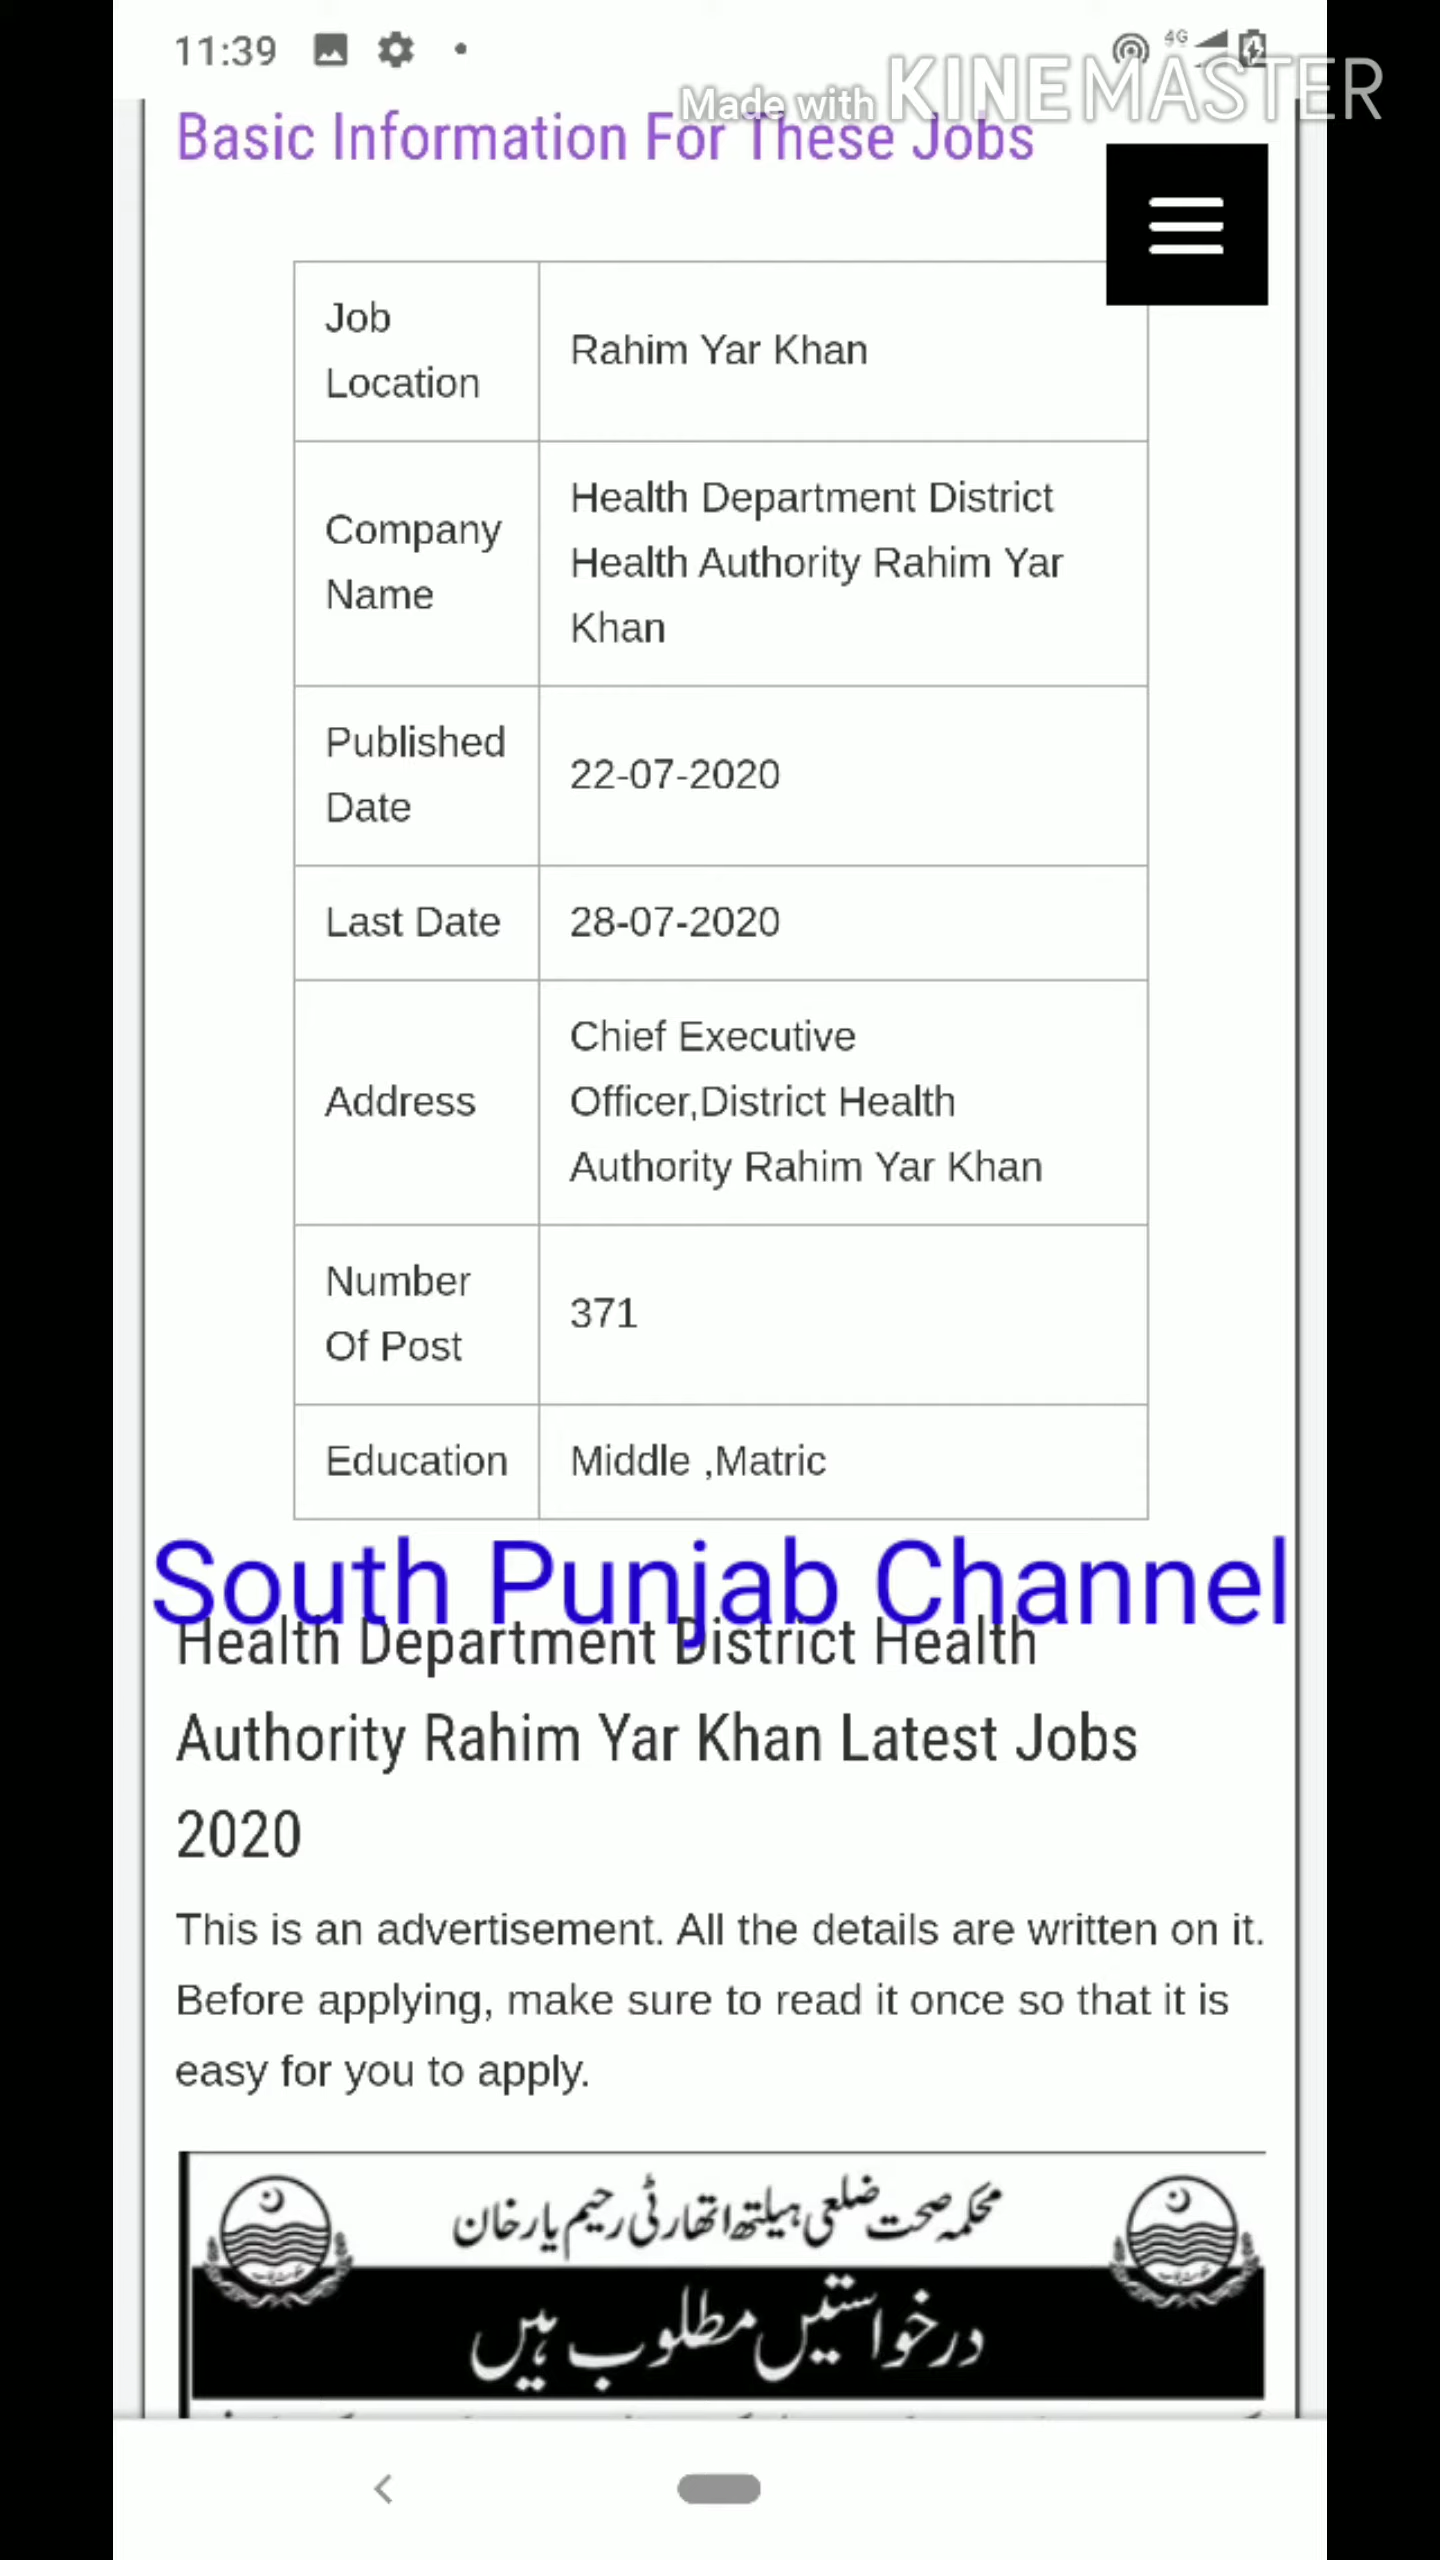 11:39
4G
Made with KINEMASTER
Basic Information For These Jobs
Job
Location
Rahim Yar Khan
Company
Name
Health Department District
Health Authority Rahim Yar
Khan
Published
Date
22-07-2020
Last Date
28-07-2020
Address
Chief Executive
Officer,District Health
Authority Rahim Yar Khan
Number
Of Post
371
Education
Middle ,Matric
South Punjab Channel
Health Department District Health
Authority Rahim Yar Khan Latest Jobs
2020
This is an advertisement. All the details are written on it.
Before applying, make sure to read it once so that it is
easy for you to apply.
محکمہ صحت ضلعی ہیلتھ اتھارٹی رحیم یار خان
درخواستیں مطلوب ہیں